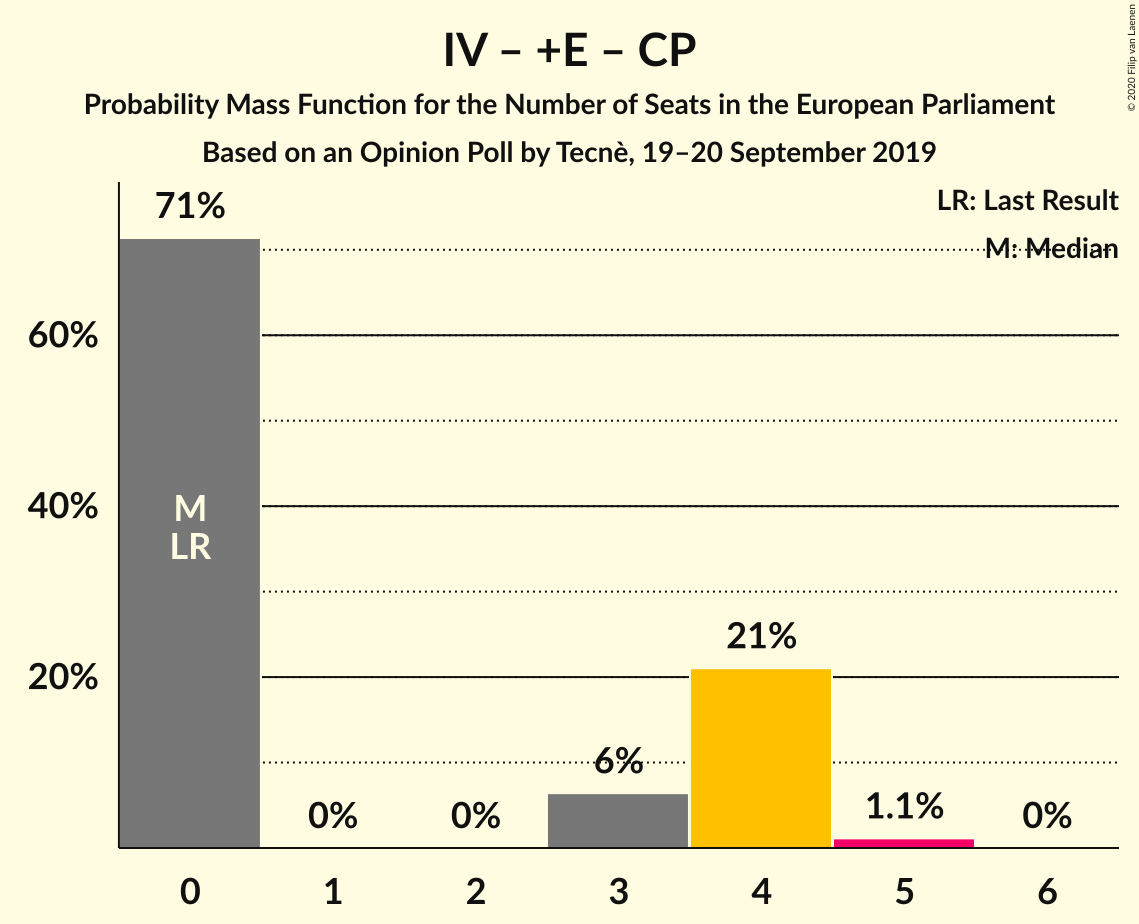 IV – +E – CP
Probability Mass Function for the Number of Seats in the European Parliament
Based on an Opinion Poll by Tecnè, 19–20 September 2019
© 2020 Filip van Laenen
LR: Last Result
M: Median
71%
60%
40%
20%
M
LR
0%
0%
6%
21%
1.1%
0%
0
1
2
3
4
5
6